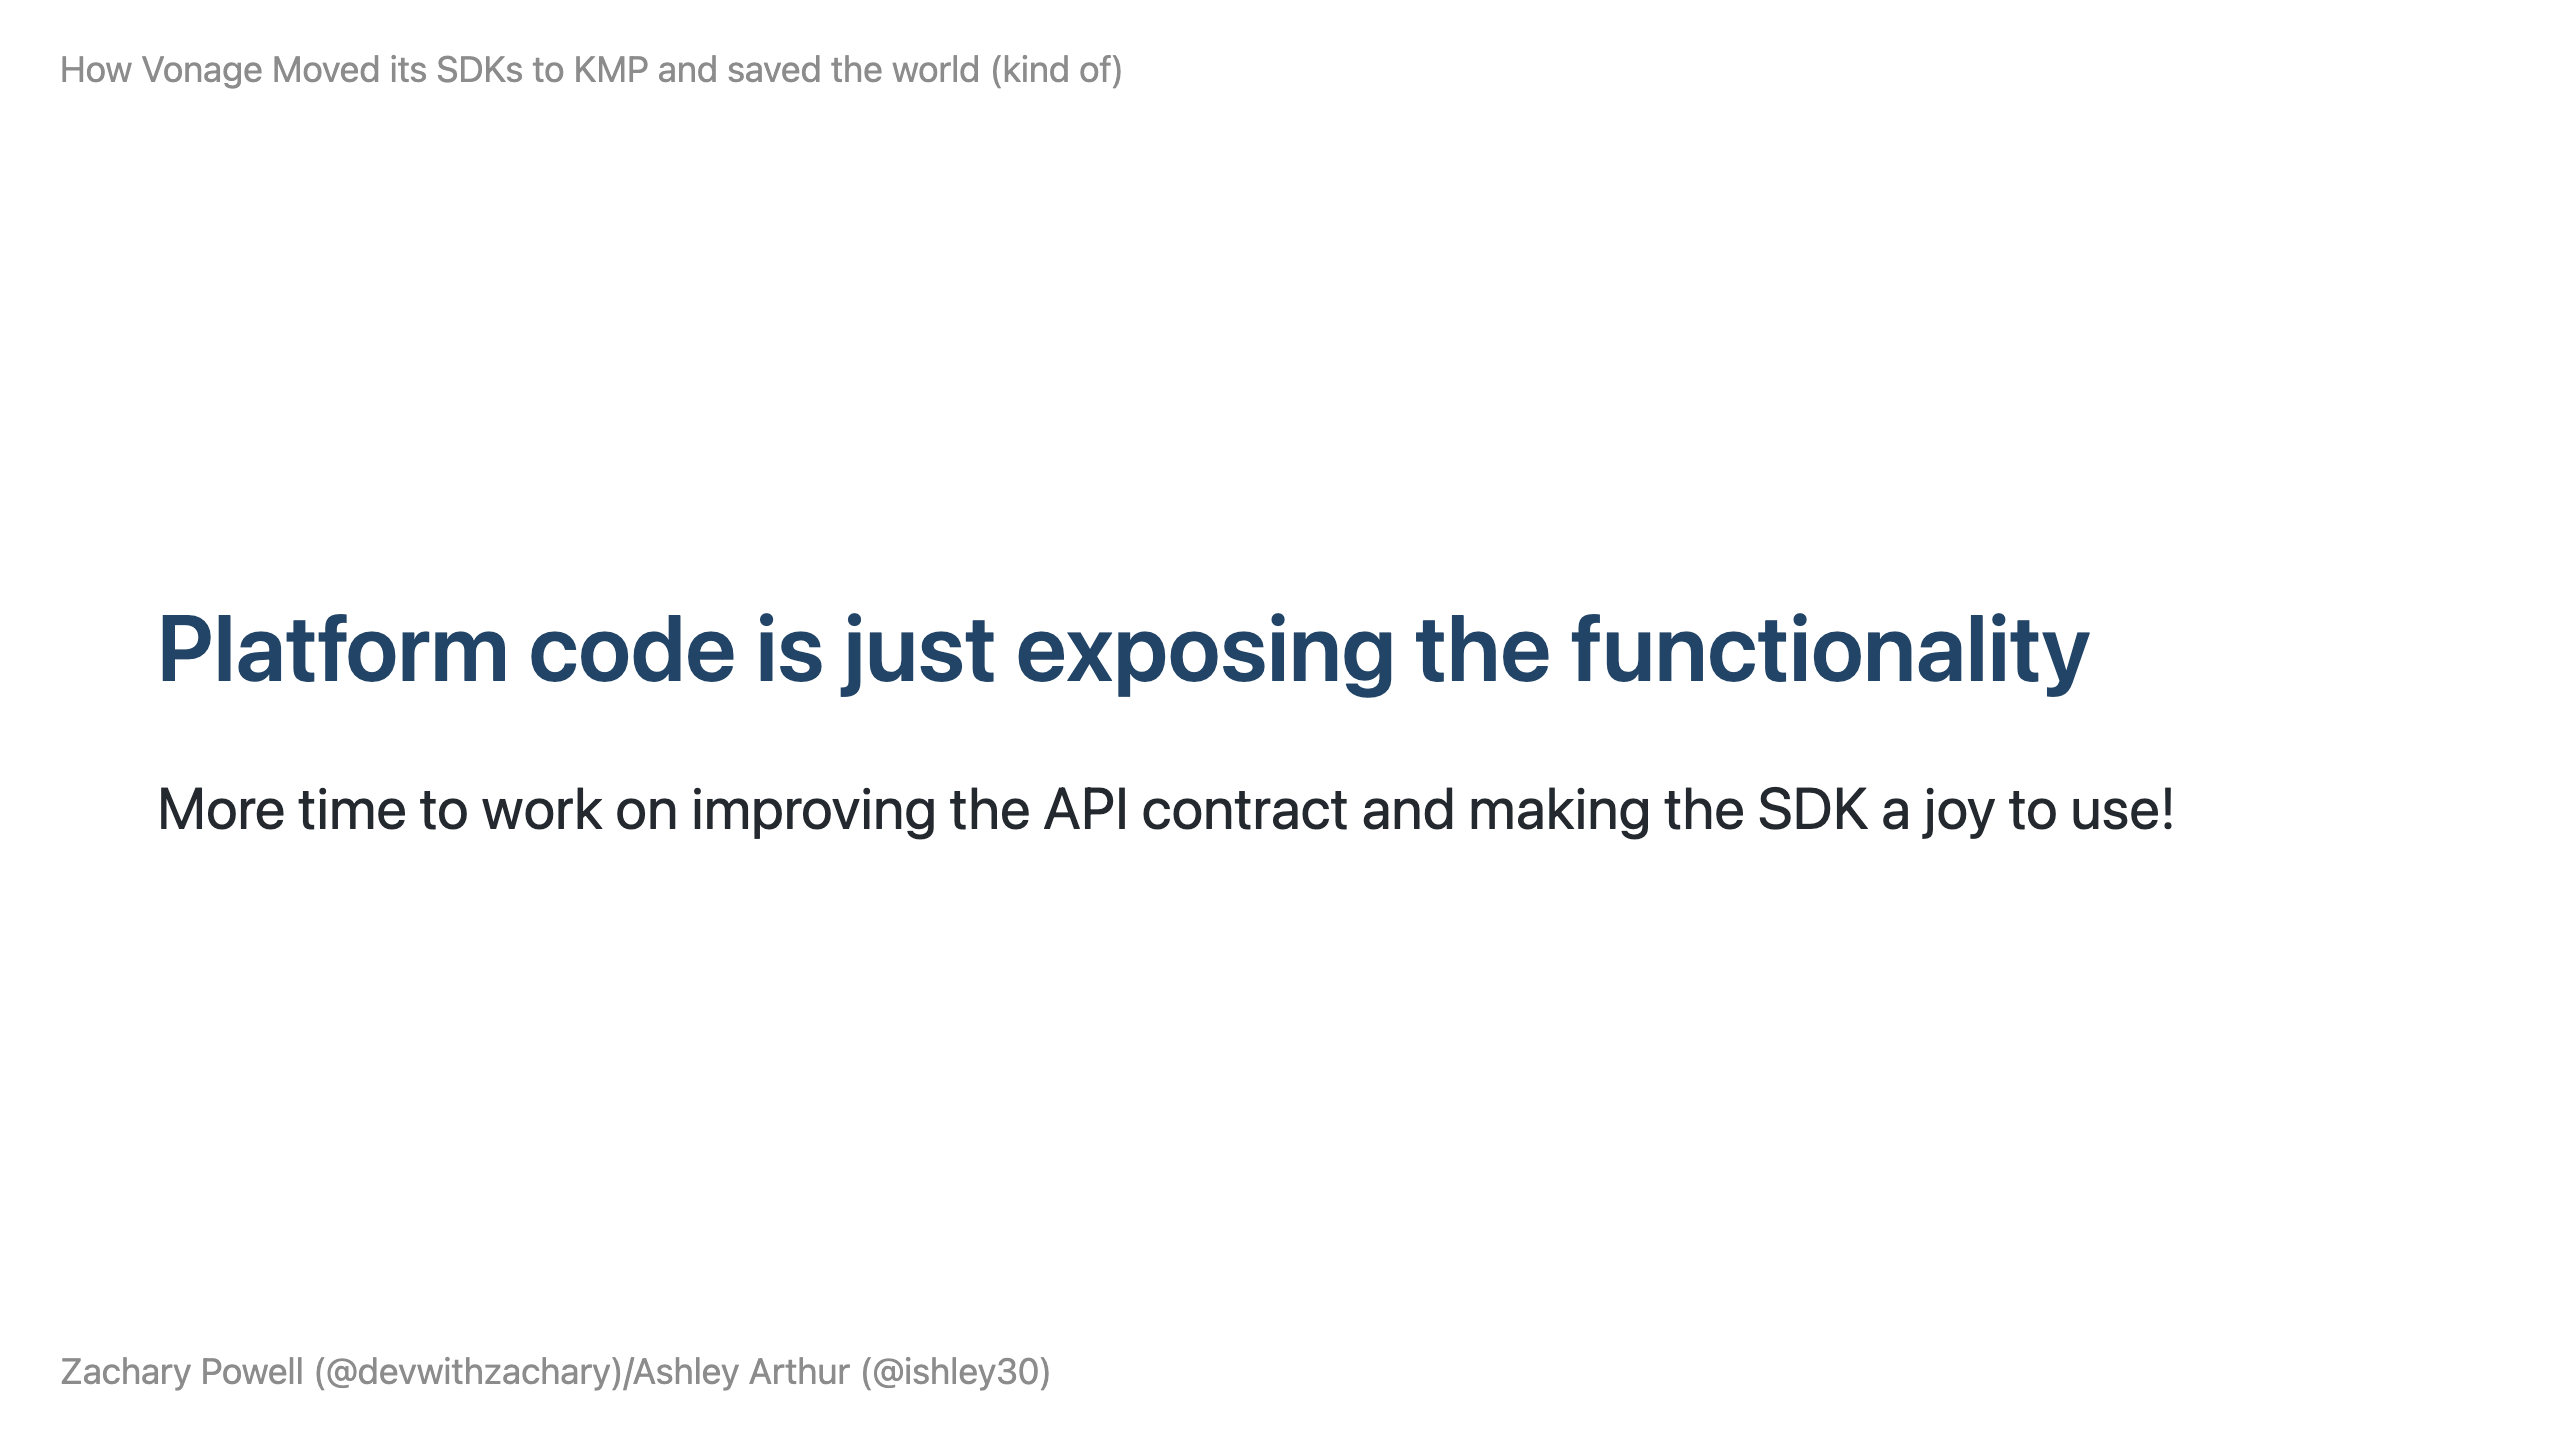 How Vonage Moved its SDKs to KMP and saved the world (kind of)
Platform code is just exposing the functionality
More time to work on improving the API contract and making the SDK a joy to use!
Zachary Powell (@devwithzachary)/Ashley Arthur (@ishley30)